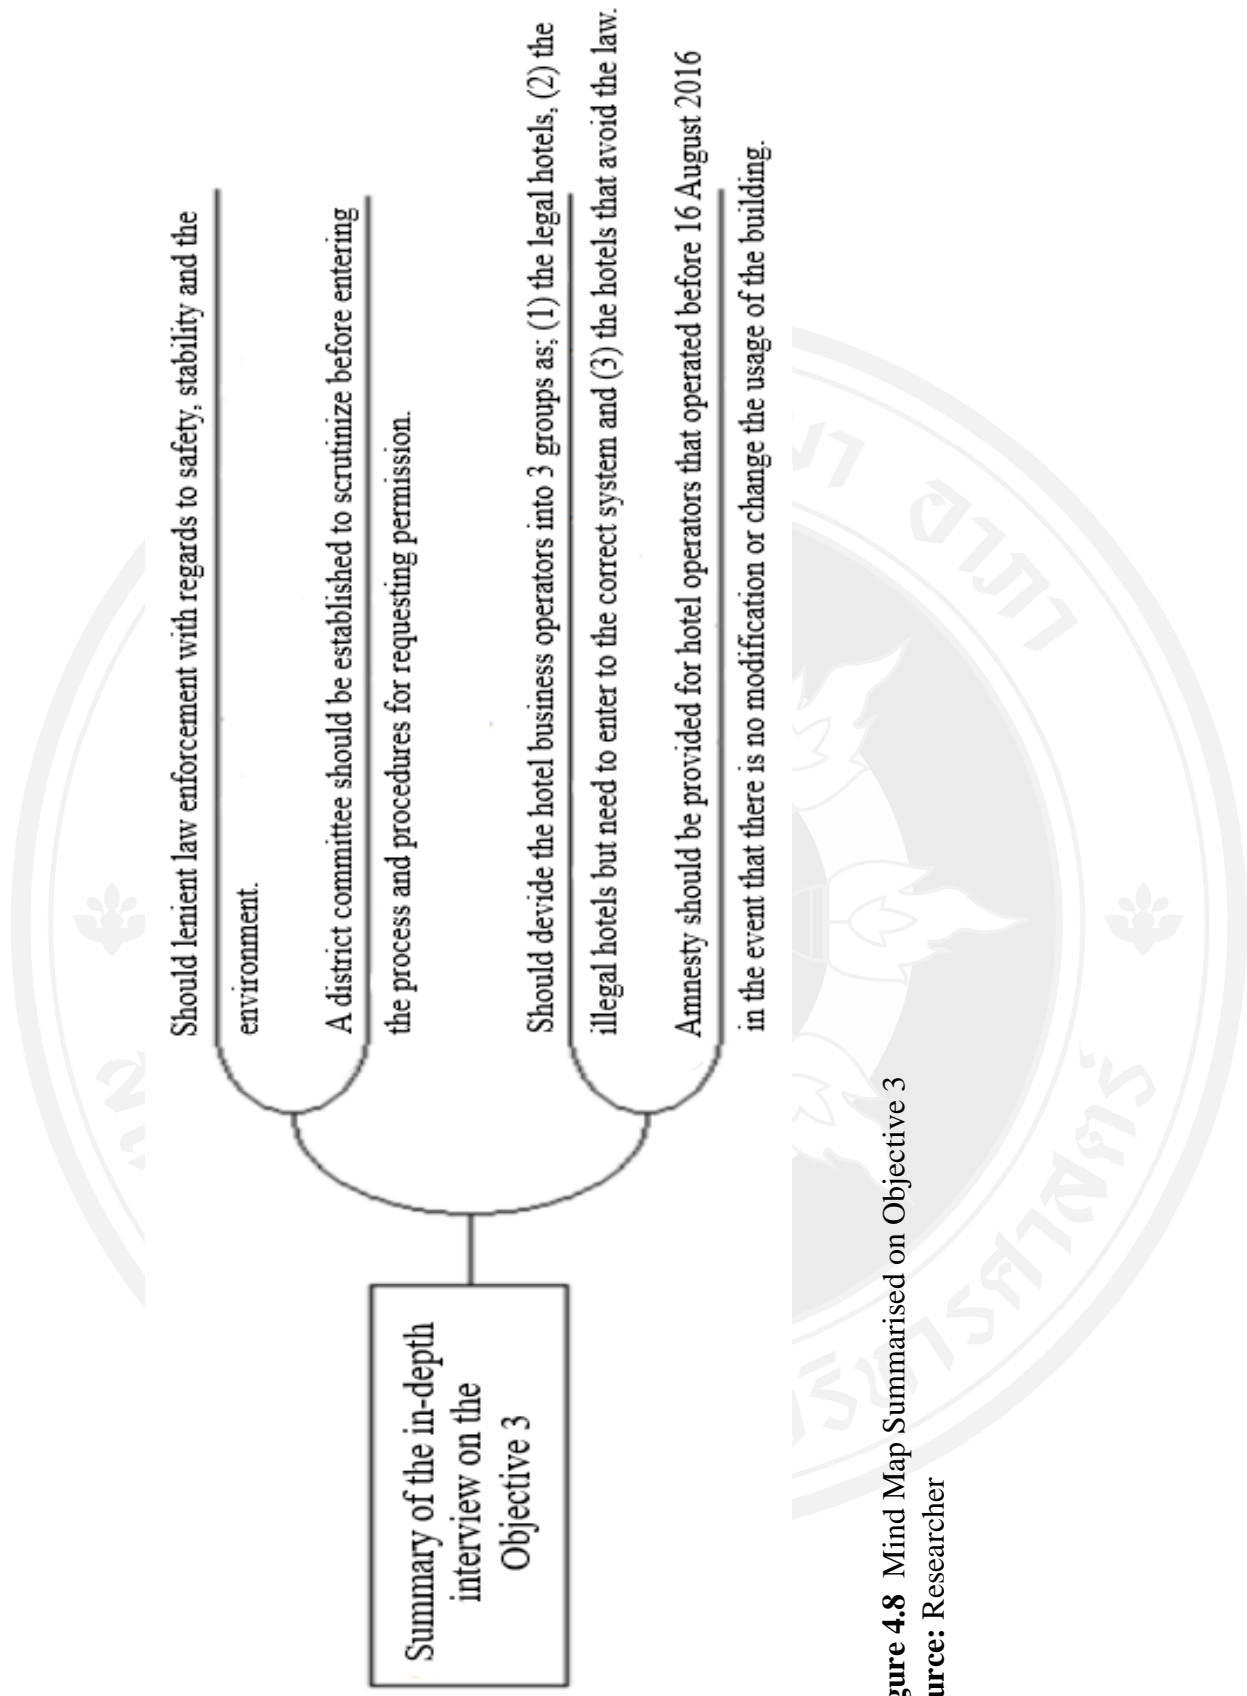 Should lenient law enforcement with regards to safety, stability and the
environment.
A district committee should be established to scrutinize before entering
the process and procedures for requesting permission.
Summary of the in-depth
interview on the
Objective 3
Should devide the hotel business operators into 3 groups as; (1) the legal hotels, (2) the
illegal hotels but need to enter to the correct system and (3) the hotels that avoid the law.
Amnesty should be provided for hotel operators that operated before 16 August 2016
in the event that there is no modification or change the usage of the building.
gure 4.8 Mind Map Summarised on Objective 3
urce: Researcher